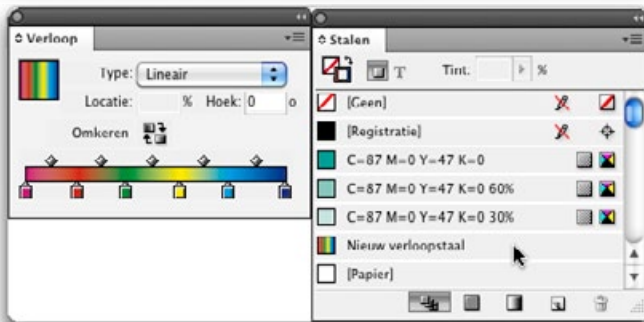 Verloop
Type: Lineair
Locatie: % Hoek: 0 o
Omkeren
Stalen
T Tint: %
[Geen]
[Registratie]
C=87 M=0 Y=47 K=0
C=87 M=0 Y=47 K=0 60%
C=87 M=0 Y=47 K=0 30%
Nieuw verloopstaal
[Papier]